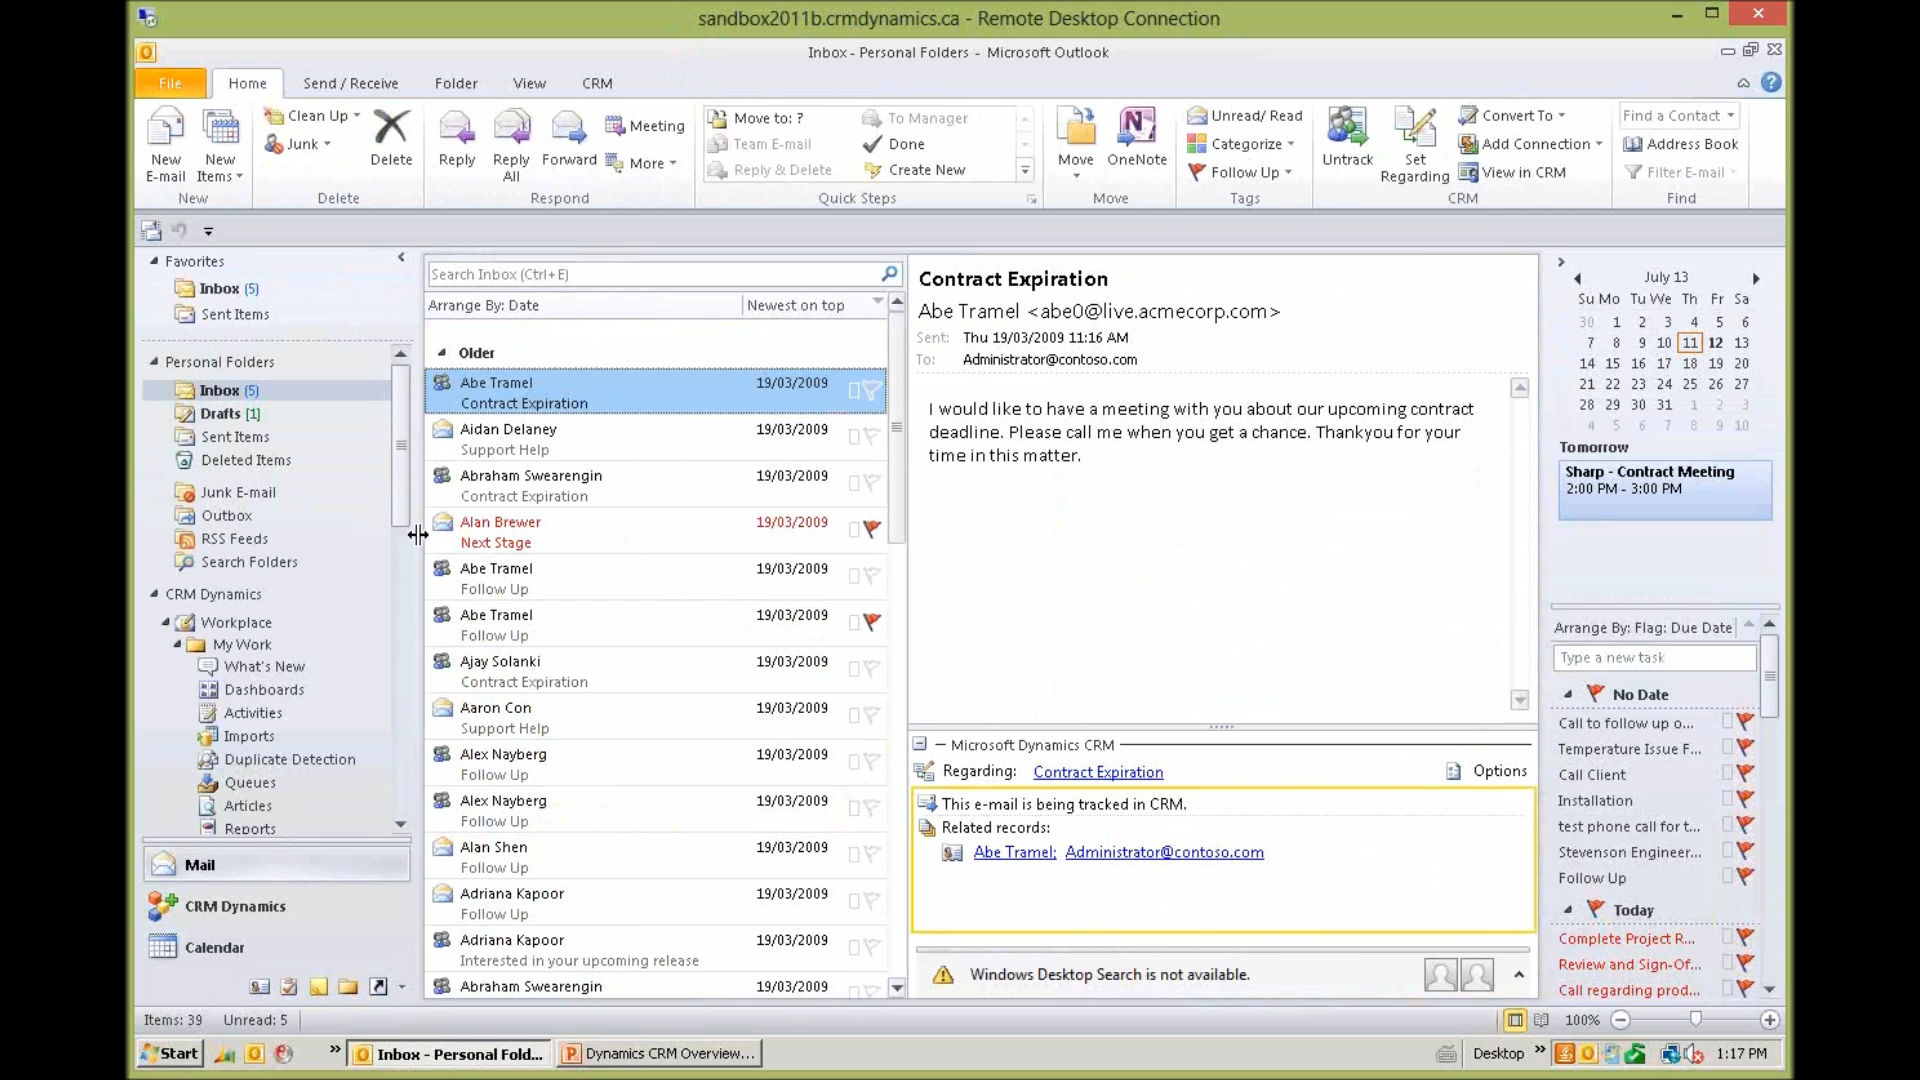 sandbox2011b.crmdynamics.ca - Remote Desktop Connection
Inbox - Personal Folders - Microsoft Outlook
File Home Send / Receive Folder View CRM
New E-mail
New Items
Clean Up
Junk
Delete
Reply
Reply All
Forward
Meeting
More
Move to: ?
Team E-mail
Reply & Delete
To Manager
Done
Create New
Move
OneNote
Unread/ Read
Categorize
Follow Up
Untrack
Set Regarding
Convert To
Add Connection
View in CRM
Find a Contact
Address Book
Filter E-mail
New Delete Respond Quick Steps Move Tags CRM Find
Favorites
Inbox (5)
Sent Items
Personal Folders
Inbox (5)
Drafts [1]
Sent Items
Deleted Items
Junk E-mail
Outbox
RSS Feeds
Search Folders
CRM Dynamics
Workplace
My Work
What's New
Dashboards
Activities
Imports
Duplicate Detection
Queues
Articles
Reports
Mail
CRM Dynamics
Calendar
Search Inbox (Ctrl+E)
Arrange By: Date Newest on top
Older
Abe Tramel 19/03/2009
Contract Expiration
Aidan Delaney 19/03/2009
Support Help
Abraham Swearengin 19/03/2009
Contract Expiration
Alan Brewer 19/03/2009
Next Stage
Abe Tramel 19/03/2009
Follow Up
Abe Tramel 19/03/2009
Follow Up
Ajay Solanki 19/03/2009
Contract Expiration
Aaron Con 19/03/2009
Support Help
Alex Nayberg 19/03/2009
Follow Up
Alex Nayberg 19/03/2009
Follow Up
Alan Shen 19/03/2009
Follow Up
Adriana Kapoor 19/03/2009
Follow Up
Adriana Kapoor 19/03/2009
Interested in your upcoming release
Abraham Swearengin 19/03/2009
Contract Expiration
Abe Tramel <abe0@live.acmecorp.com>
Sent: Thu 19/03/2009 11:16 AM
To: Administrator@contoso.com
I would like to have a meeting with you about our upcoming contract
deadline. Please call me when you get a chance. Thankyou for your
time in this matter.
Microsoft Dynamics CRM
Regarding: Contract Expiration Options
This e-mail is being tracked in CRM.
Related records:
Abe Tramel; Administrator@contoso.com
Windows Desktop Search is not available.
July 13
Su Mo Tu We Th Fr Sa
30 1 2 3 4 5 6
7 8 9 10 11 12 13
14 15 16 17 18 19 20
21 22 23 24 25 26 27
28 29 30 31 1 2 3
4 5 6 7 8 9 10
Tomorrow
Sharp - Contract Meeting
2:00 PM - 3:00 PM
Arrange By: Flag: Due Date
Type a new task
No Date
Call to follow up o...
Temperature Issue F...
Call Client
Installation
test phone call for t...
Stevenson Engineer...
Follow Up
Today
Complete Project R...
Review and Sign-Of...
Call regarding prod...
Items: 39 Unread: 5 100%
Start Inbox - Personal Fold... Dynamics CRM Overview... Desktop 1:17 PM